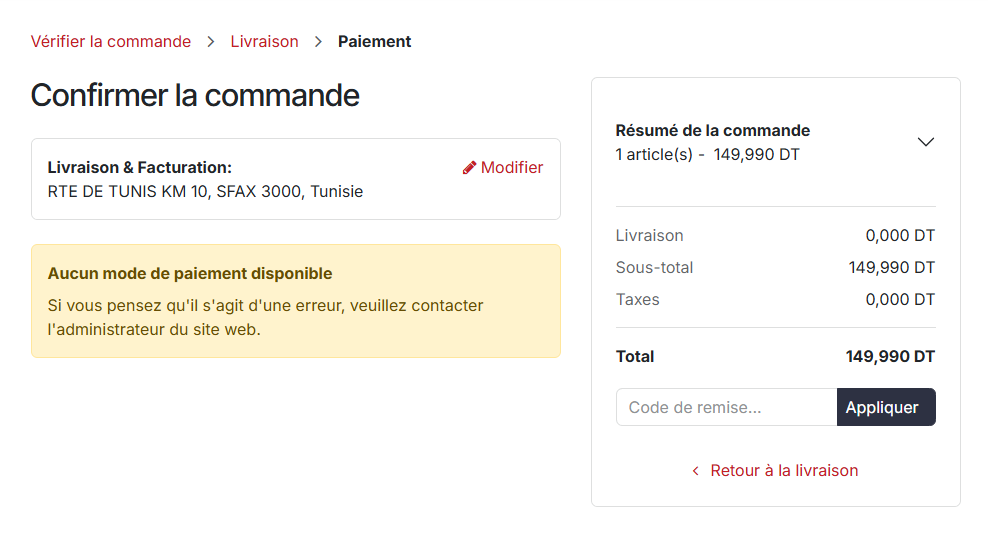 Vérifier la commande > Livraison > Paiement
Confirmer la commande
Livraison & Facturation:
Modifier
RTE DE TUNIS KM 10, SFAX 3000, Tunisie
Aucun mode de paiement disponible
Si vous pensez qu'il s'agit d'une erreur, veuillez contacter
l'administrateur du site web.
Résumé de la commande
1 article(s) - 149,990 DT
Livraison 0,000 DT
Sous-total 149,990 DT
Taxes 0,000 DT
Total 149,990 DT
Code de remise... Appliquer
< Retour à la livraison